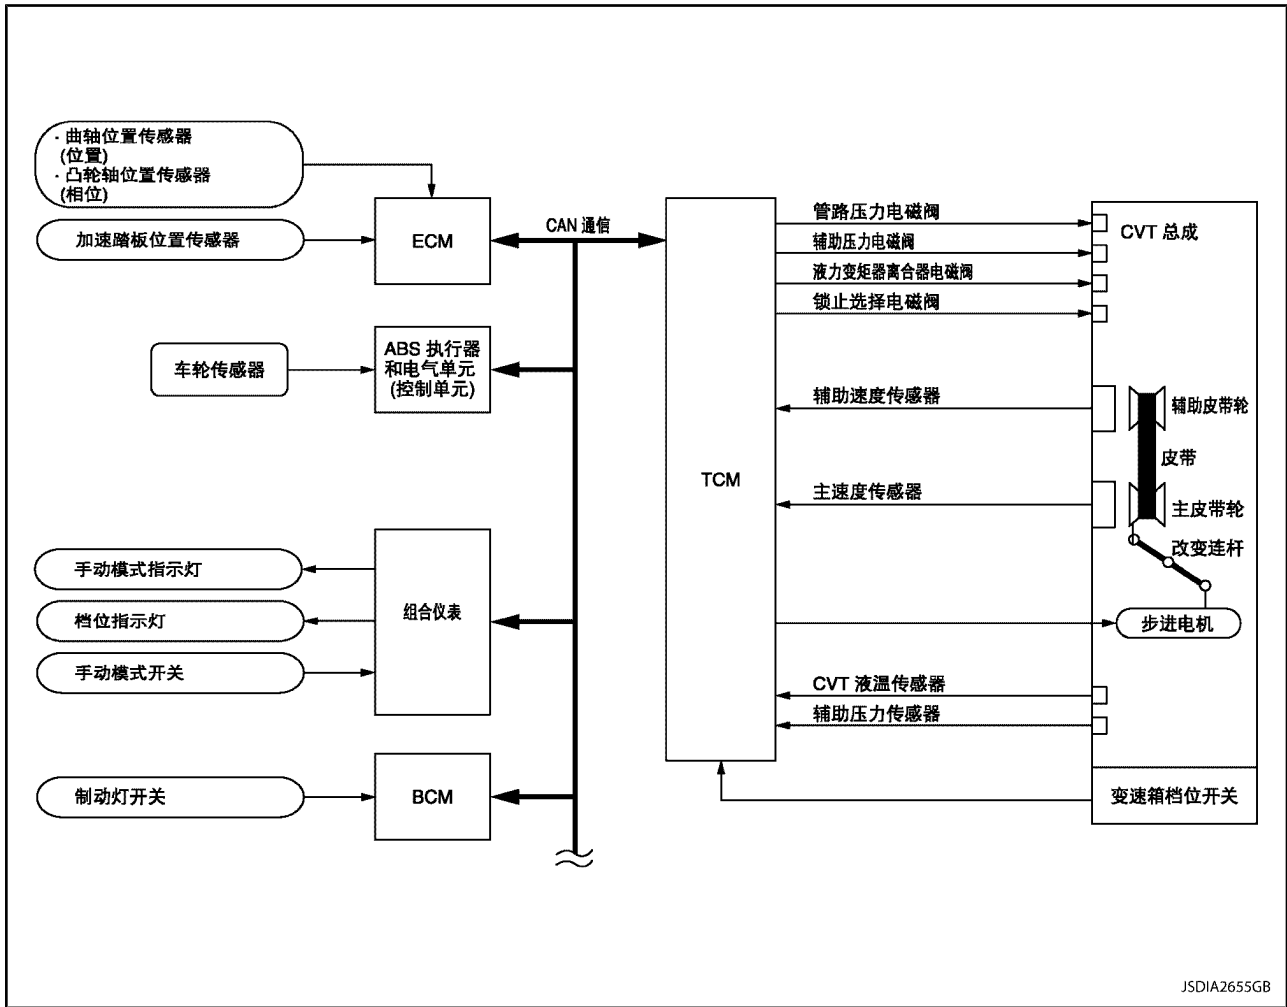 · 曲轴位置传感器
(位置)
· 凸轮轴位置传感器
(相位)
加速踏板位置传感器
ECM
CAN 通信
车轮传感器
ABS 执行器
和电气单元
(控制单元)
手动模式指示灯
档位指示灯
手动模式开关
组合仪表
制动灯开关
BCM
TCM
管路压力电磁阀
辅助压力电磁阀
液力变矩器离合器电磁阀
锁止选择电磁阀
CVT 总成
辅助速度传感器
辅助皮带轮
皮带
主速度传感器
主皮带轮
改变连杆
步进电机
CVT 液温传感器
辅助压力传感器
变速箱档位开关
JSDIA2655GB